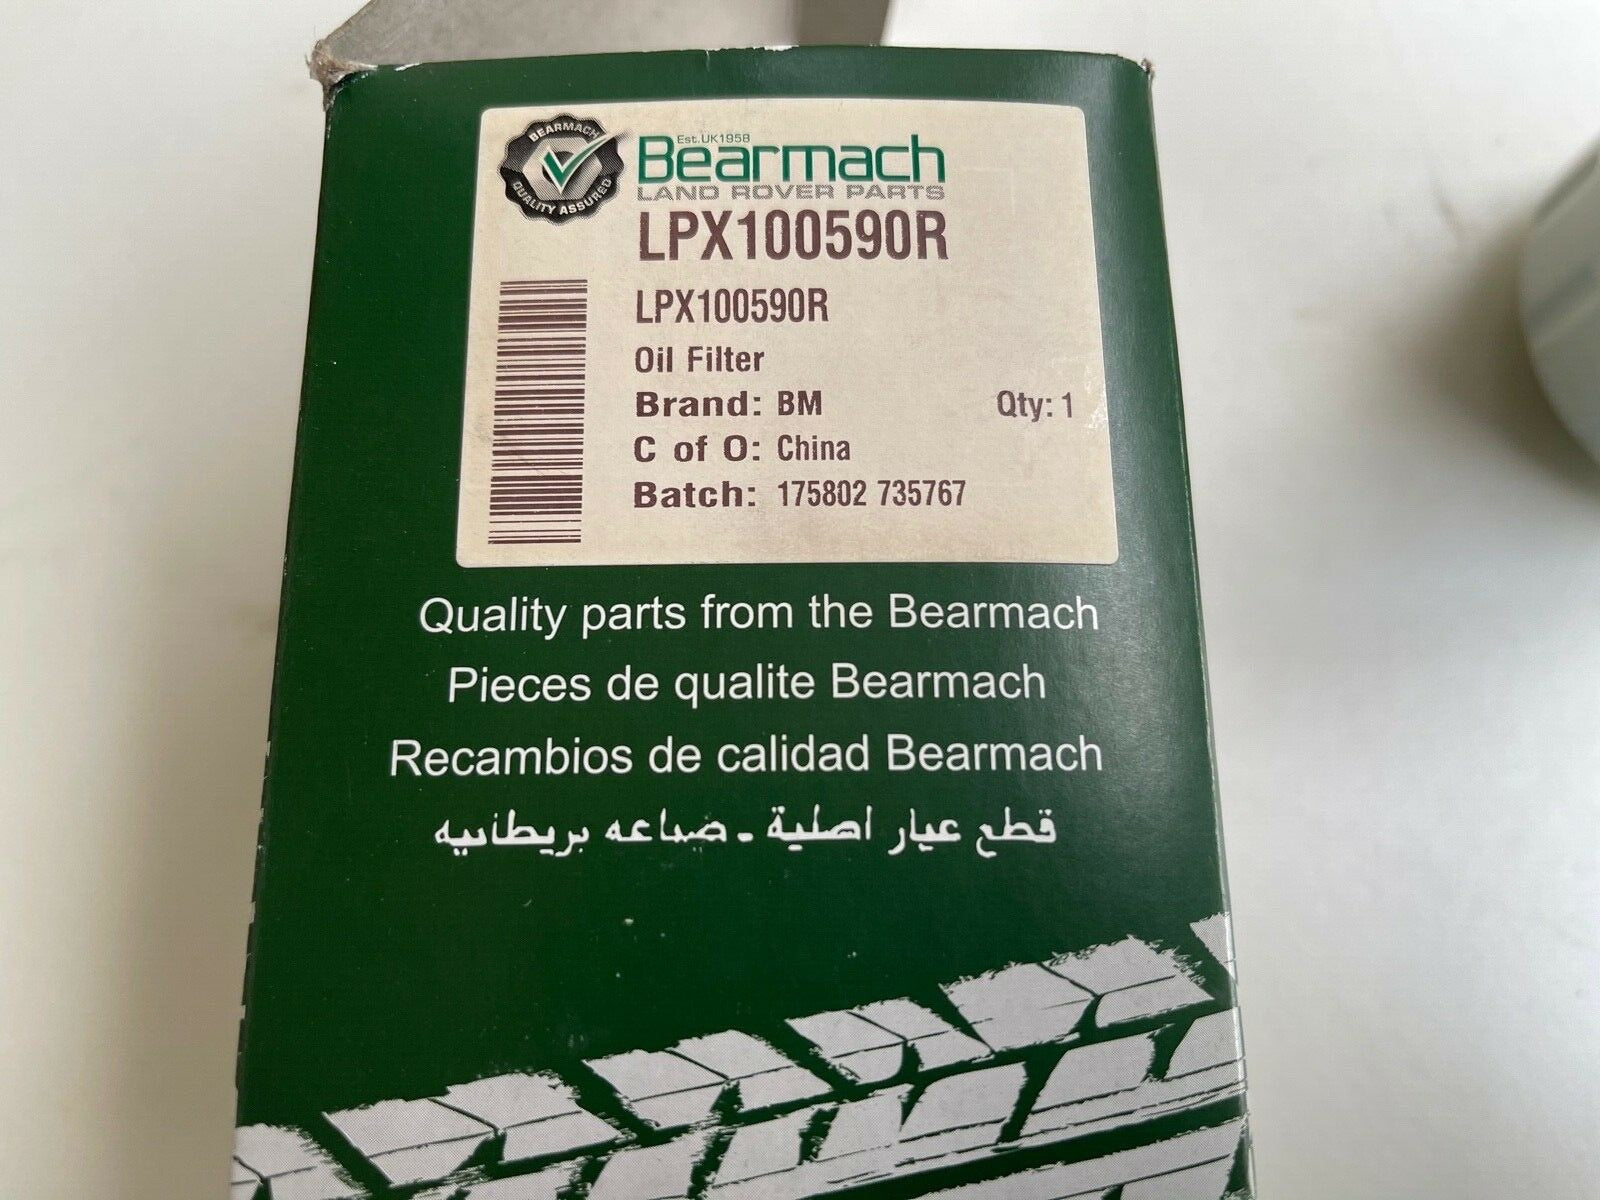 BEARMACH
QUALITY ASSURED
Est.UK1958
Bearmach
LAND ROVER PARTS
LPX100590R
LPX100590R
Oil Filter
Brand: BM Qty: 1
C of O: China
Batch: 175802 735767
Quality parts from the Bearmach
Pieces de qualite Bearmach
Recambios de calidad Bearmach
قطع عيار اصلية - صناعه بريطانيه